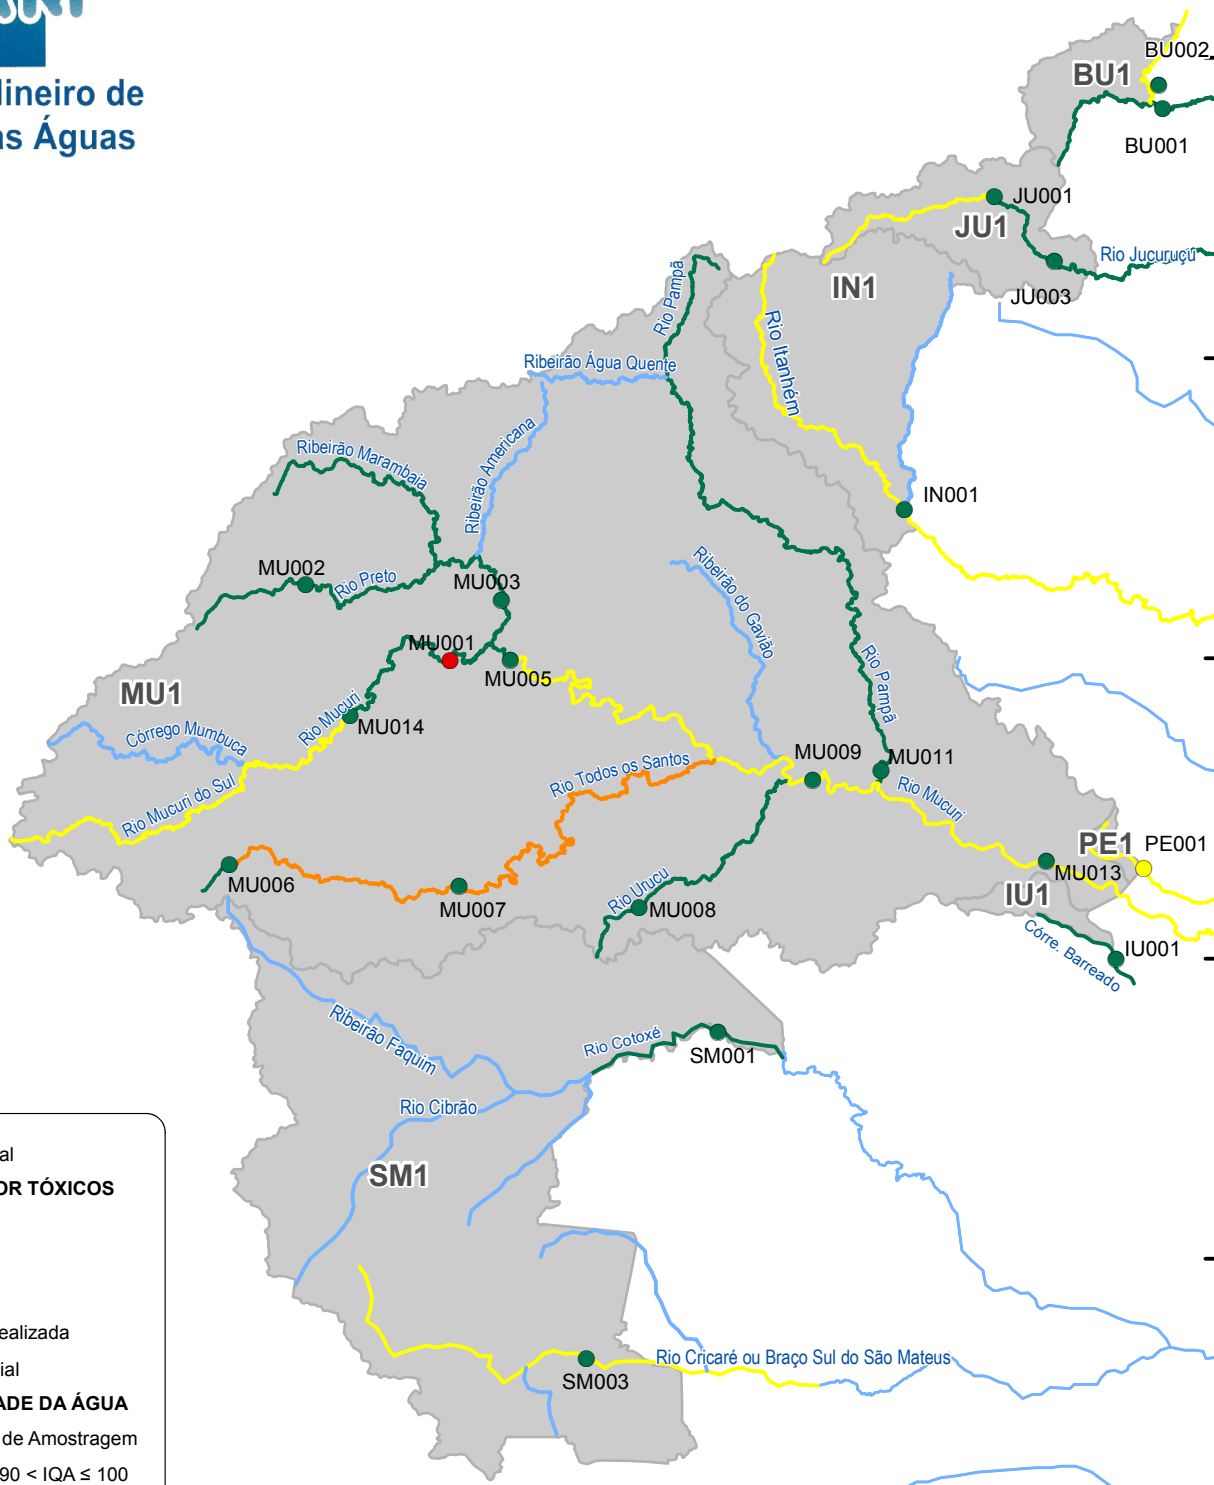 lineiro de
as Águas
BU002
BU1
BU001
JU001
JU1
Rio Jucuruçu
JU003
IN1
Rio Pampã
Rio Itanhém
Ribeirão Água Quente
Ribeirão Americana
Ribeirão Marambaia
IN001
MU002
Rio Preto
MU003
Ribeirão do Gavião
MU001
MU005
Rio Pampã
MU1
Rio Mucuri
MU014
Córrego Mumbuca
Rio Todos os Santos
MU009
MU011
Rio Mucuri
Rio Mucuri do Sul
PE1
PE001
MU013
MU006
MU007
Rio Urucu
MU008
IU1
Córre. Barreado
IU001
Ribeirão Faquim
Rio Cotoxé
SM001
Rio Cibrão
SM1
al
OR TÓXICOS
ealizada
Rio Cricaré ou Braço Sul do São Mateus
ial
SM003
ADE DA ÁGUA
de Amostragem
90 < IQA ≤ 100